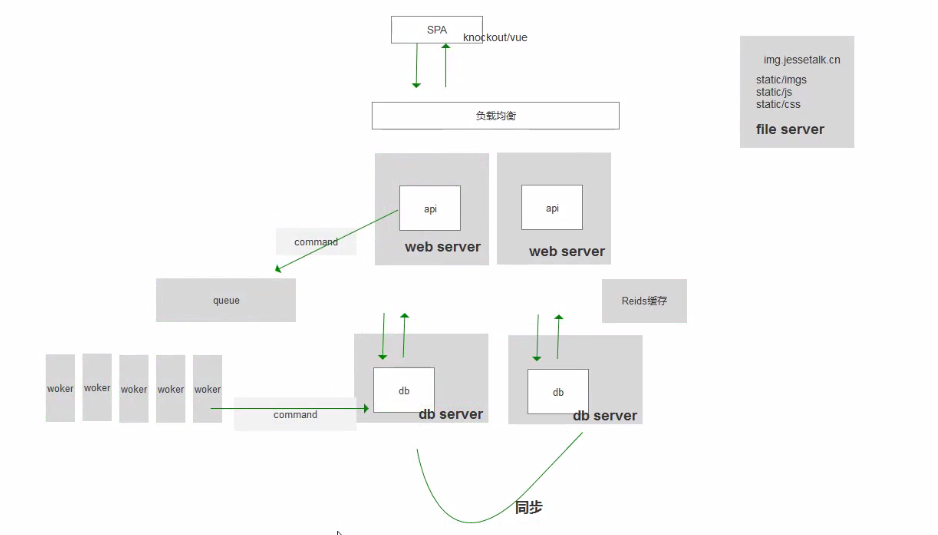 SPA
knockout/vue
img.jessetalk.cn
static/imgs
static/js
static/css
file server
负载均衡
api
api
web server
web server
command
queue
Reids缓存
woker
woker
woker
woker
woker
command
db
db server
db
db server
同步